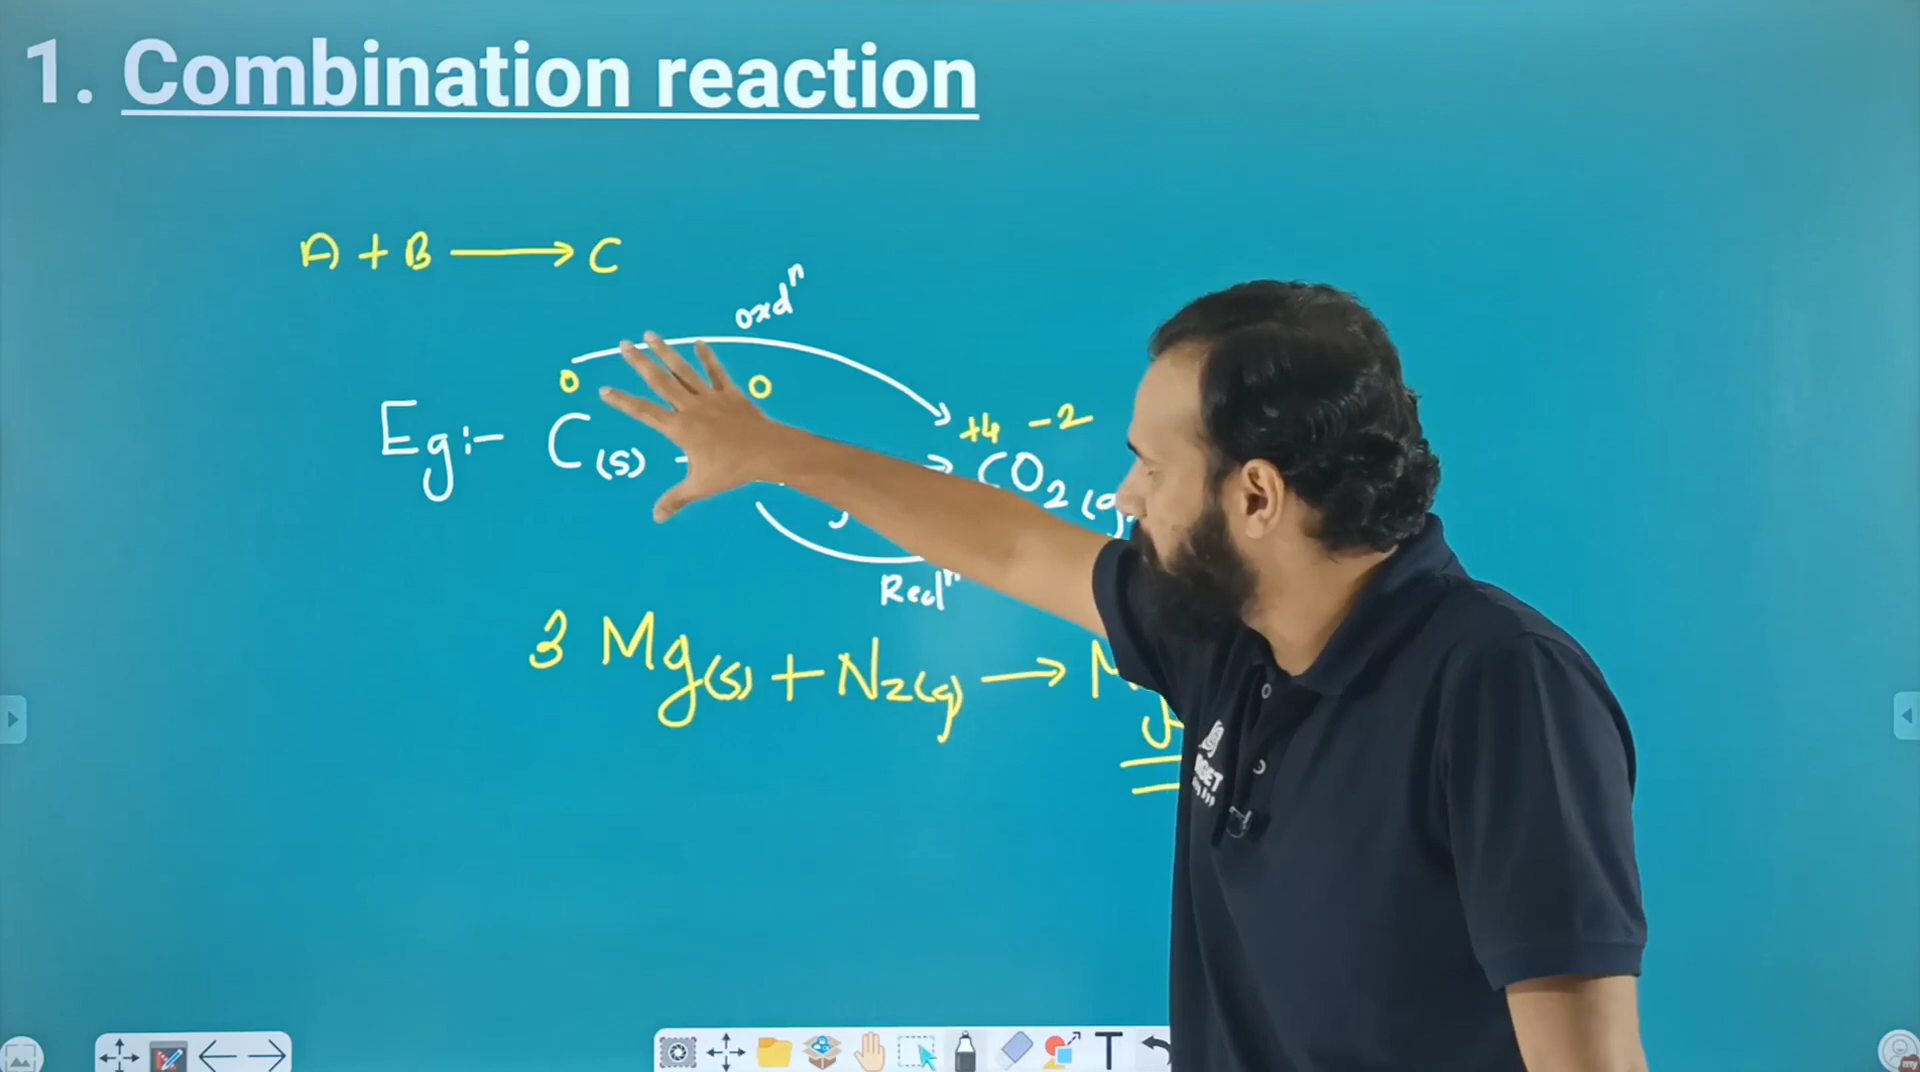 1. Combination reaction
A + B ⟶ C
oxdⁿ
0 0
+4 -2
Eg:- C(s) → CO2(g)
Redⁿ
3 Mg(s) + N2(g) → M
T